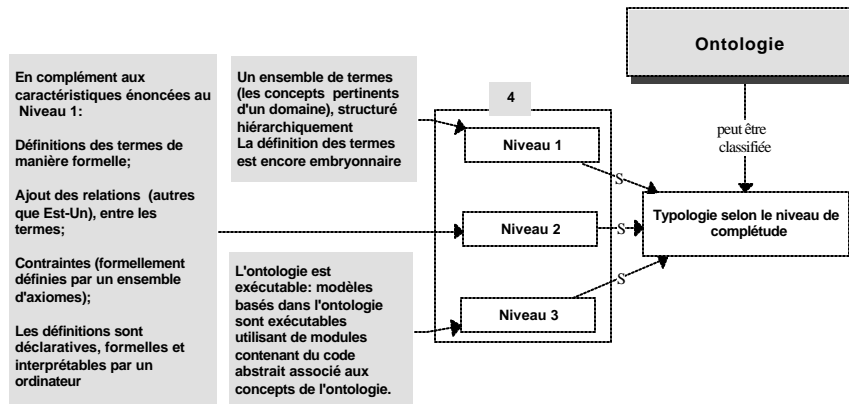 Ontologie
En complément aux
caractéristiques énoncées au
Niveau 1:
Définitions des termes de
manière formelle;
Ajout des relations (autres
que Est-Un), entre les
termes;
Contraintes (formellement
définies par un ensemble
d'axiomes);
Les définitions sont
déclaratives, formelles et
interprétables par un
ordinateur
Un ensemble de termes
(les concepts pertinents
d'un domaine), structuré
hiérarchiquement
La définition des termes
est encore embryonnaire
L'ontologie est
exécutable: modèles
basés dans l'ontologie
sont exécutables
utilisant de modules
contenant du code
abstrait associé aux
concepts de l'ontologie.
4
Niveau 1
Niveau 2
Niveau 3
S
S
S
peut être
classifiée
Typologie selon le niveau de
complétude